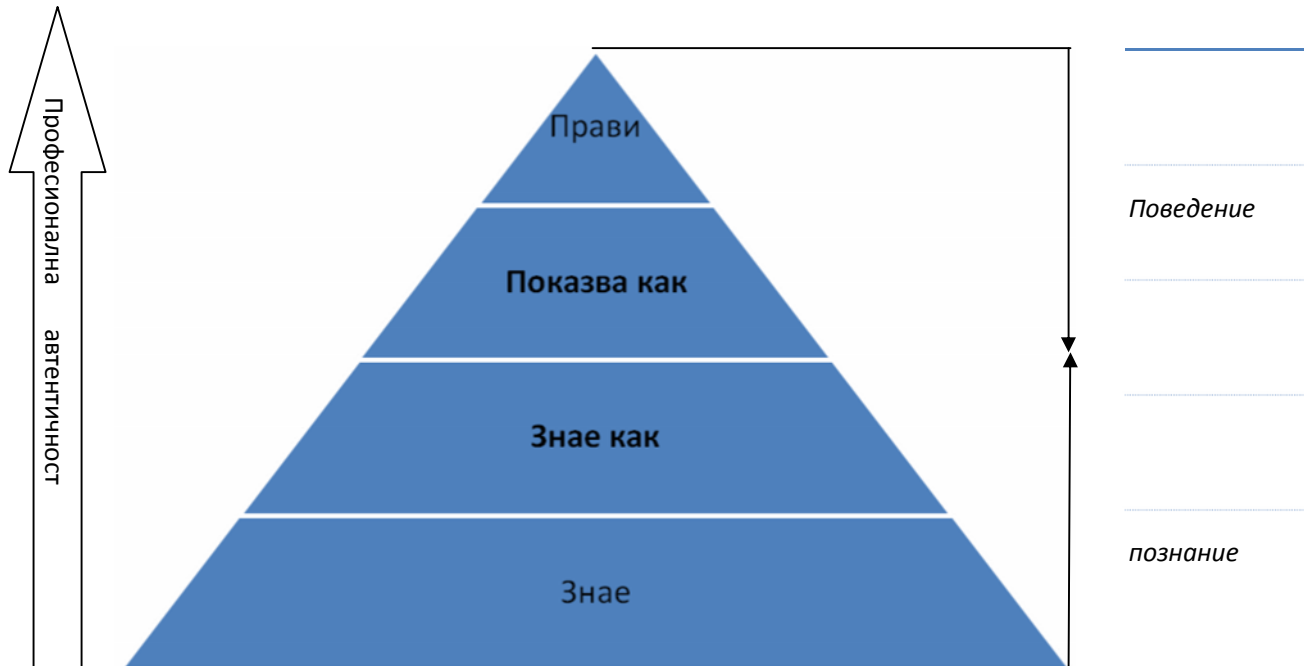 Професионална автентичност
Прави
Поведение
Показва как
Знае как
познание
Знае